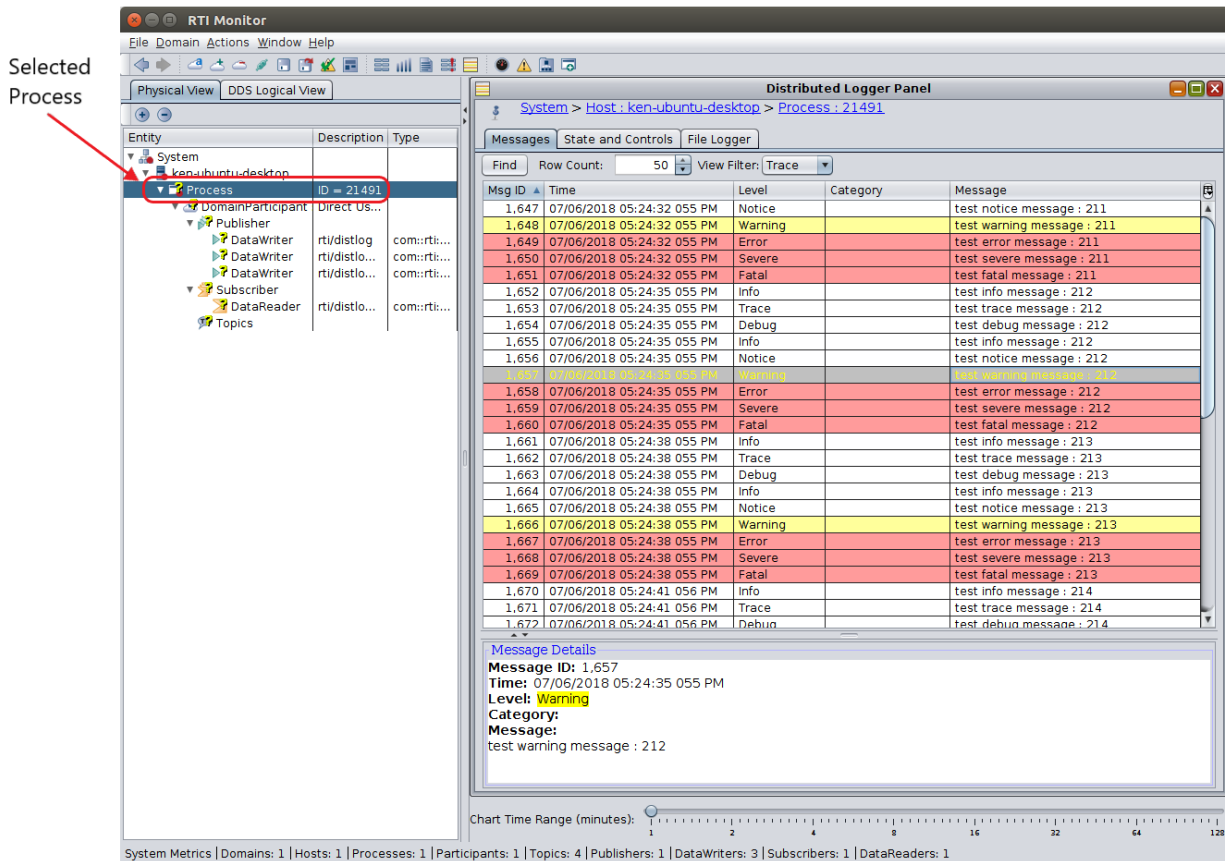 Selected
Process
RTI Monitor
File Domain Actions Window Help
Physical View DDS Logical View
Entity Description Type
System
ken-ubuntu-desktop
Process ID = 21491
DomainParticipant Direct Us...
Publisher
DataWriter rti/distlog com::rti:...
DataWriter rti/distlo... com::rti:...
DataWriter rti/distlo... com::rti:...
Subscriber
DataReader rti/distlo... com::rti:...
Topics
Distributed Logger Panel
System > Host : ken-ubuntu-desktop > Process : 21491
Messages State and Controls File Logger
Find Row Count: 50 View Filter: Trace
Msg ID Time Level Category Message
1,647 07/06/2018 05:24:32 055 PM Notice test notice message : 211
1,648 07/06/2018 05:24:32 055 PM Warning test warning message : 211
1,649 07/06/2018 05:24:32 055 PM Error test error message : 211
1,650 07/06/2018 05:24:32 055 PM Severe test severe message : 211
1,651 07/06/2018 05:24:32 055 PM Fatal test fatal message : 211
1,652 07/06/2018 05:24:35 055 PM Info test info message : 212
1,653 07/06/2018 05:24:35 055 PM Trace test trace message : 212
1,654 07/06/2018 05:24:35 055 PM Debug test debug message : 212
1,655 07/06/2018 05:24:35 055 PM Info test info message : 212
1,656 07/06/2018 05:24:35 055 PM Notice test notice message : 212
1,657 07/06/2018 05:24:35 055 PM Warning test warning message : 212
1,658 07/06/2018 05:24:35 055 PM Error test error message : 212
1,659 07/06/2018 05:24:35 055 PM Severe test severe message : 212
1,660 07/06/2018 05:24:35 055 PM Fatal test fatal message : 212
1,661 07/06/2018 05:24:38 055 PM Info test info message : 213
1,662 07/06/2018 05:24:38 055 PM Trace test trace message : 213
1,663 07/06/2018 05:24:38 055 PM Debug test debug message : 213
1,664 07/06/2018 05:24:38 055 PM Info test info message : 213
1,665 07/06/2018 05:24:38 055 PM Notice test notice message : 213
1,666 07/06/2018 05:24:38 055 PM Warning test warning message : 213
1,667 07/06/2018 05:24:38 055 PM Error test error message : 213
1,668 07/06/2018 05:24:38 055 PM Severe test severe message : 213
1,669 07/06/2018 05:24:38 055 PM Fatal test fatal message : 213
1,670 07/06/2018 05:24:41 056 PM Info test info message : 214
1,671 07/06/2018 05:24:41 056 PM Trace test trace message : 214
1,672 07/06/2018 05:24:41 056 PM Debug test debug message : 214
Message Details
Message ID: 1,657
Time: 07/06/2018 05:24:35 055 PM
Level: Warning
Category:
Message:
test warning message : 212
Chart Time Range (minutes):
1 2 4 8 16 32 64 128
System Metrics | Domains: 1 | Hosts: 1 | Processes: 1 | Participants: 1 | Topics: 4 | Publishers: 1 | DataWriters: 3 | Subscribers: 1 | DataReaders: 1